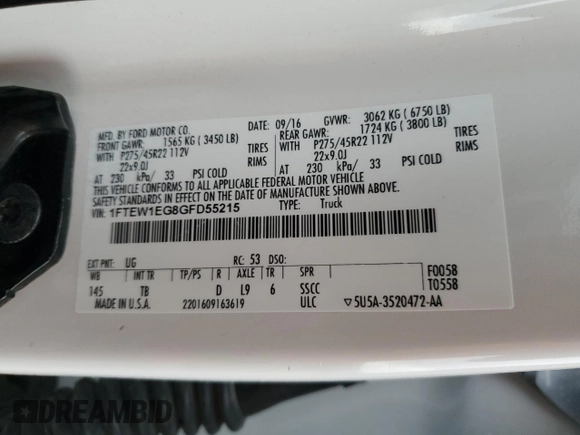 MFD. BY FORD MOTOR CO.
DATE: 09/16 GVWR: 3062 KG ( 6750 LB)
FRONT GAWR: 1565 KG ( 3450 LB) REAR GAWR: 1724 KG ( 3800 LB)
WITH P275/45R22 112V TIRES WITH P275/45R22 112V TIRES
22x9.0J RIMS 22x9.0J RIMS
AT 230 kPa/ 33 PSI COLD AT 230 kPa/ 33 PSI COLD
THIS VEHICLE CONFORMS TO ALL APPLICABLE FEDERAL MOTOR VEHICLE
SAFETY STANDARDS IN EFFECT ON THE DATE OF MANUFACTURE SHOWN ABOVE.
VIN: 1FTEW1EG8GFD55215 TYPE: Truck
EXT PNT: UG RC: 53 DSO: F0058
WB INT TR TP/PS R AXLE TR SPR T0558
145 TB D L9 6 SSCC
MADE IN U.S.A. 2201609163619 ULC ▽5U5A-3520472-AA
DREAMBID